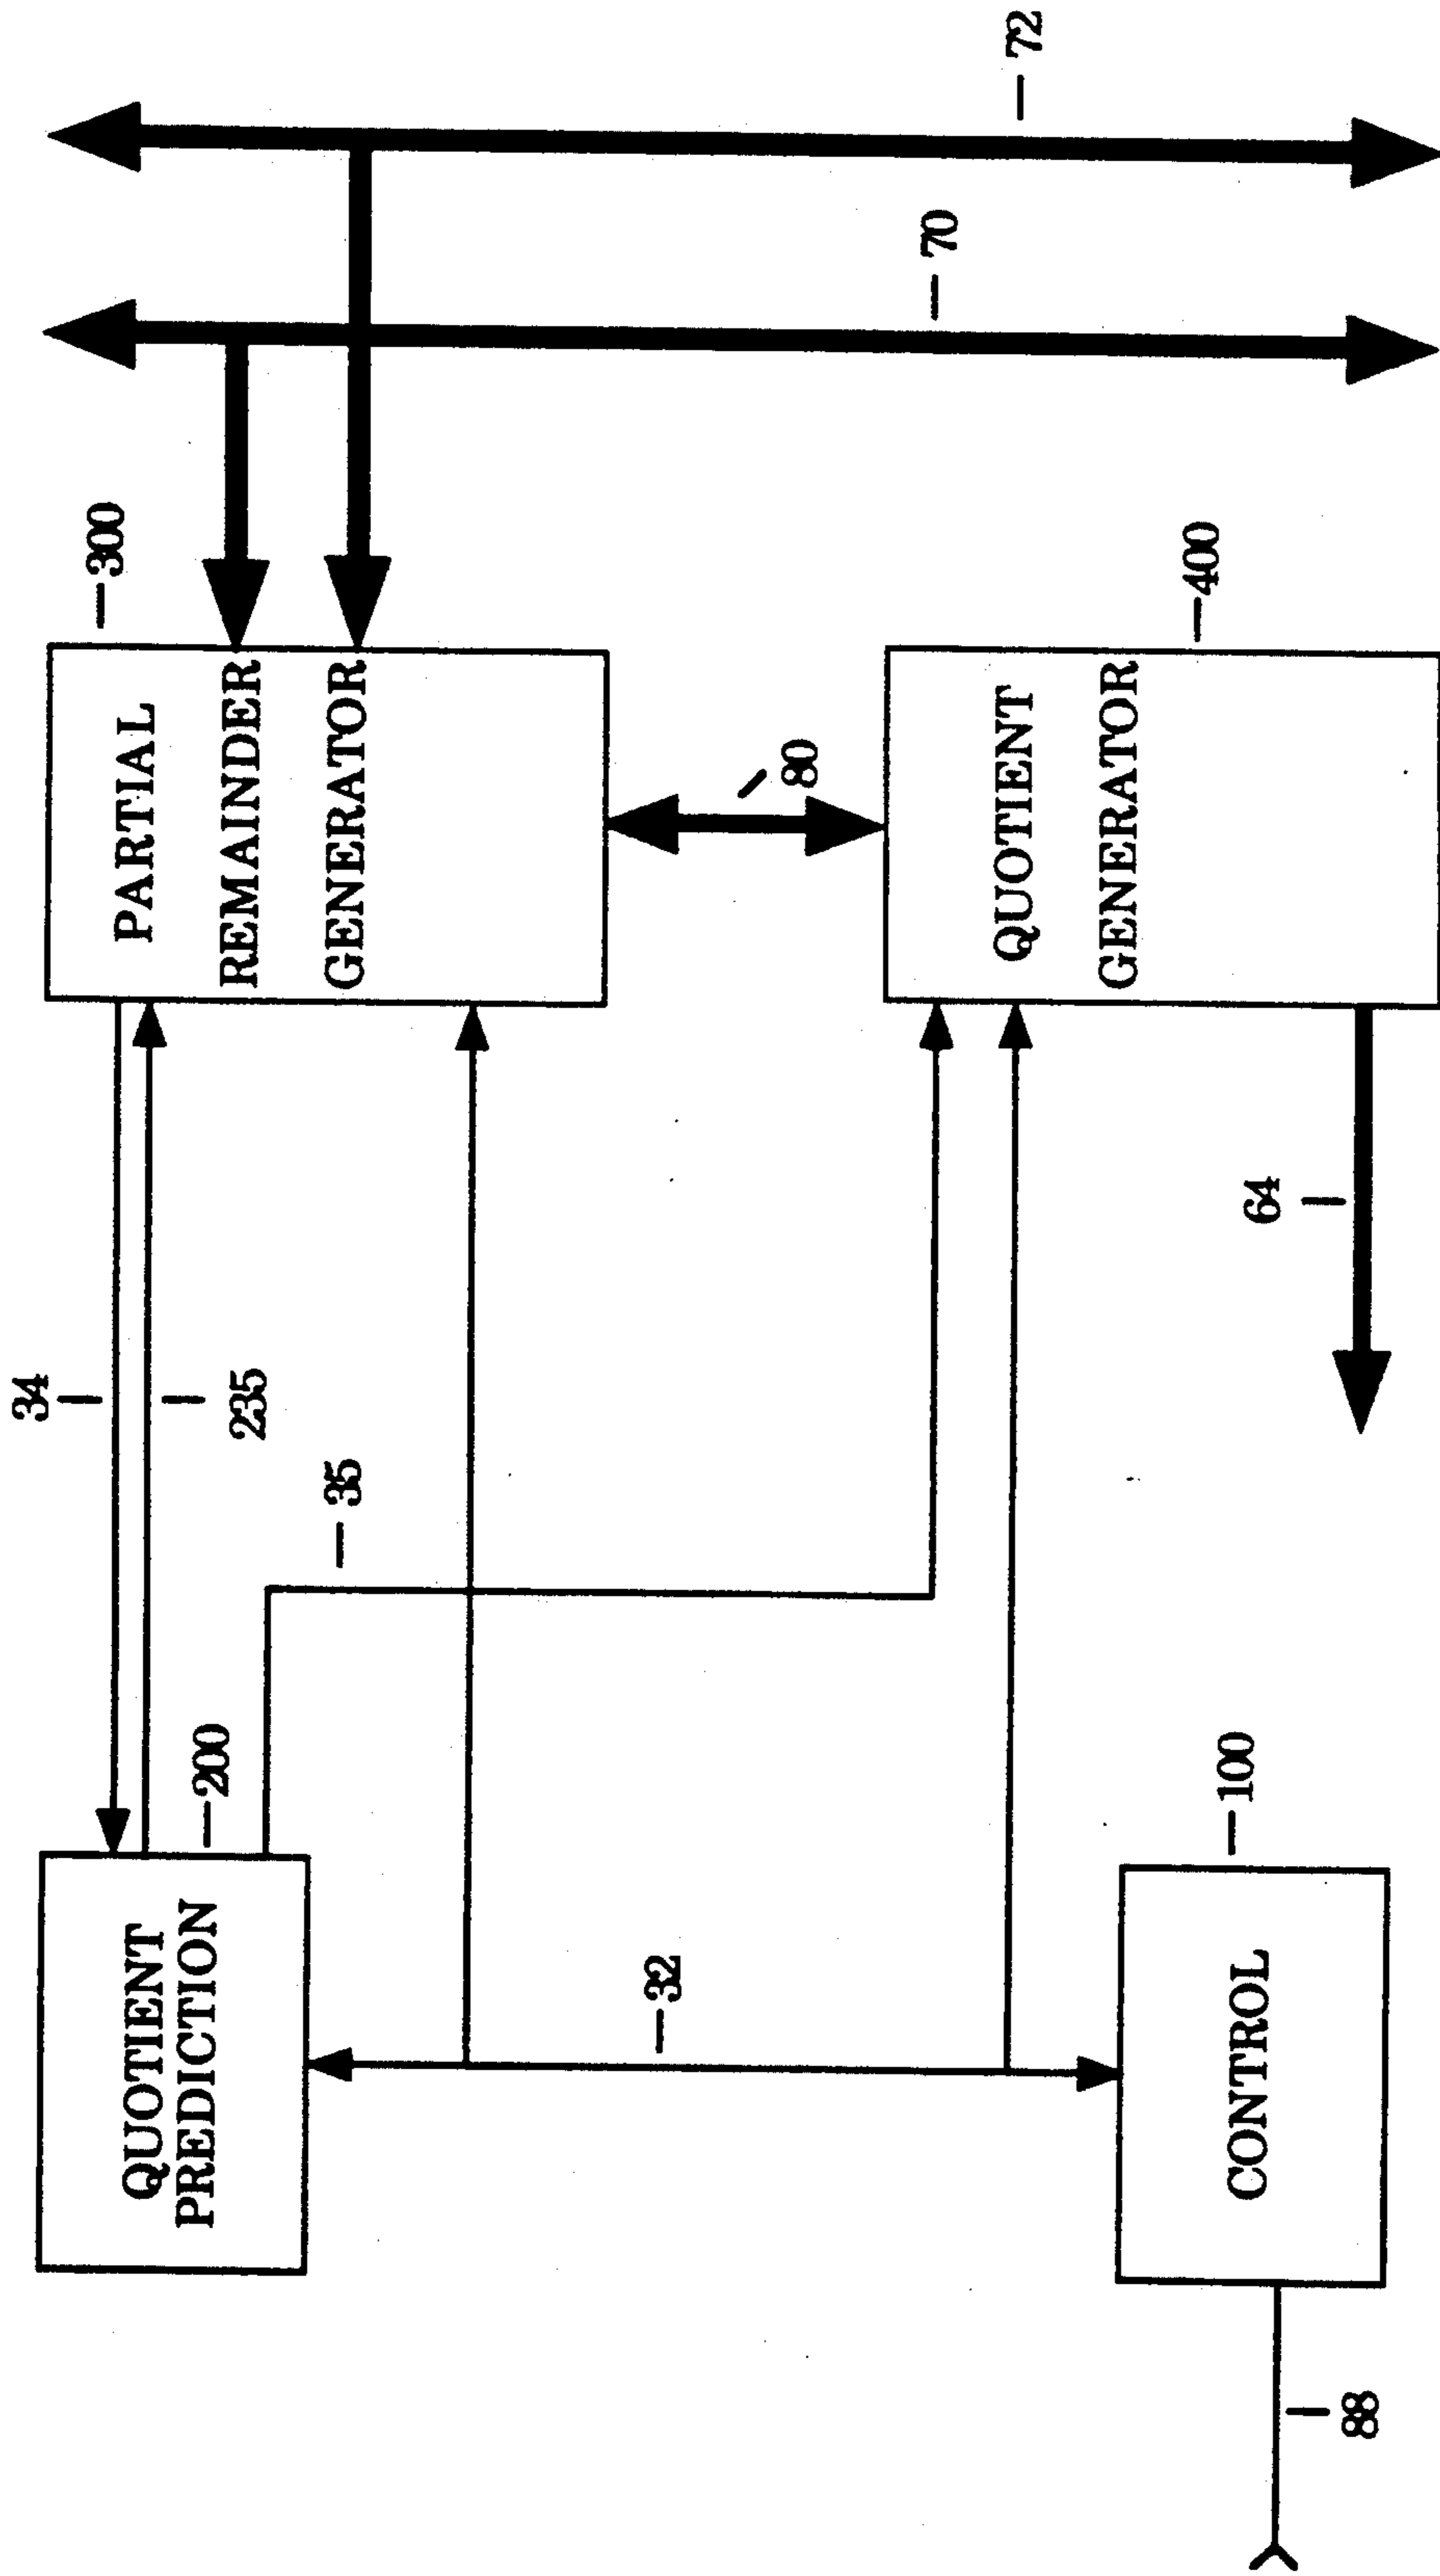 72
70
300
PARTIAL
REMAINDER
GENERATOR
400
QUOTIENT
GENERATOR
80
64
34
235
35
200
QUOTIENT
PREDICTION
100
CONTROL
32
88